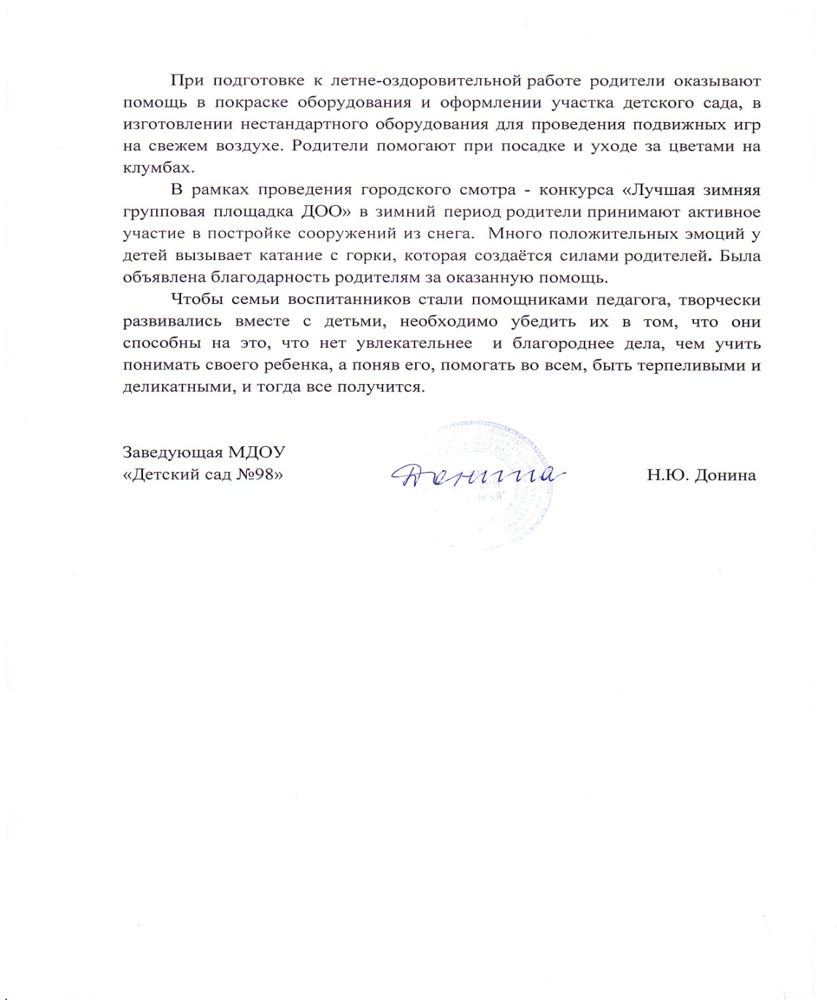 При подготовке к летне-оздоровительной работе родители оказывают
помощь в покраске оборудования и оформлении участка детского сада, в
изготовлении нестандартного оборудования для проведения подвижных игр
на свежем воздухе. Родители помогают при посадке и уходе за цветами на
клумбах.
В рамках проведения городского смотра - конкурса «Лучшая зимняя
групповая площадка ДОО» в зимний период родители принимают активное
участие в постройке сооружений из снега. Много положительных эмоций у
детей вызывает катание с горки, которая создаётся силами родителей. Была
объявлена благодарность родителям за оказанную помощь.
Чтобы семьи воспитанников стали помощниками педагога, творчески
развивались вместе с детьми, необходимо убедить их в том, что они
способны на это, что нет увлекательнее и благороднее дела, чем учить
понимать своего ребенка, а поняв его, помогать во всем, быть терпеливыми и
деликатными, и тогда все получится.
Заведующая МДОУ
«Детский сад №98»
Донина
Н.Ю. Донина